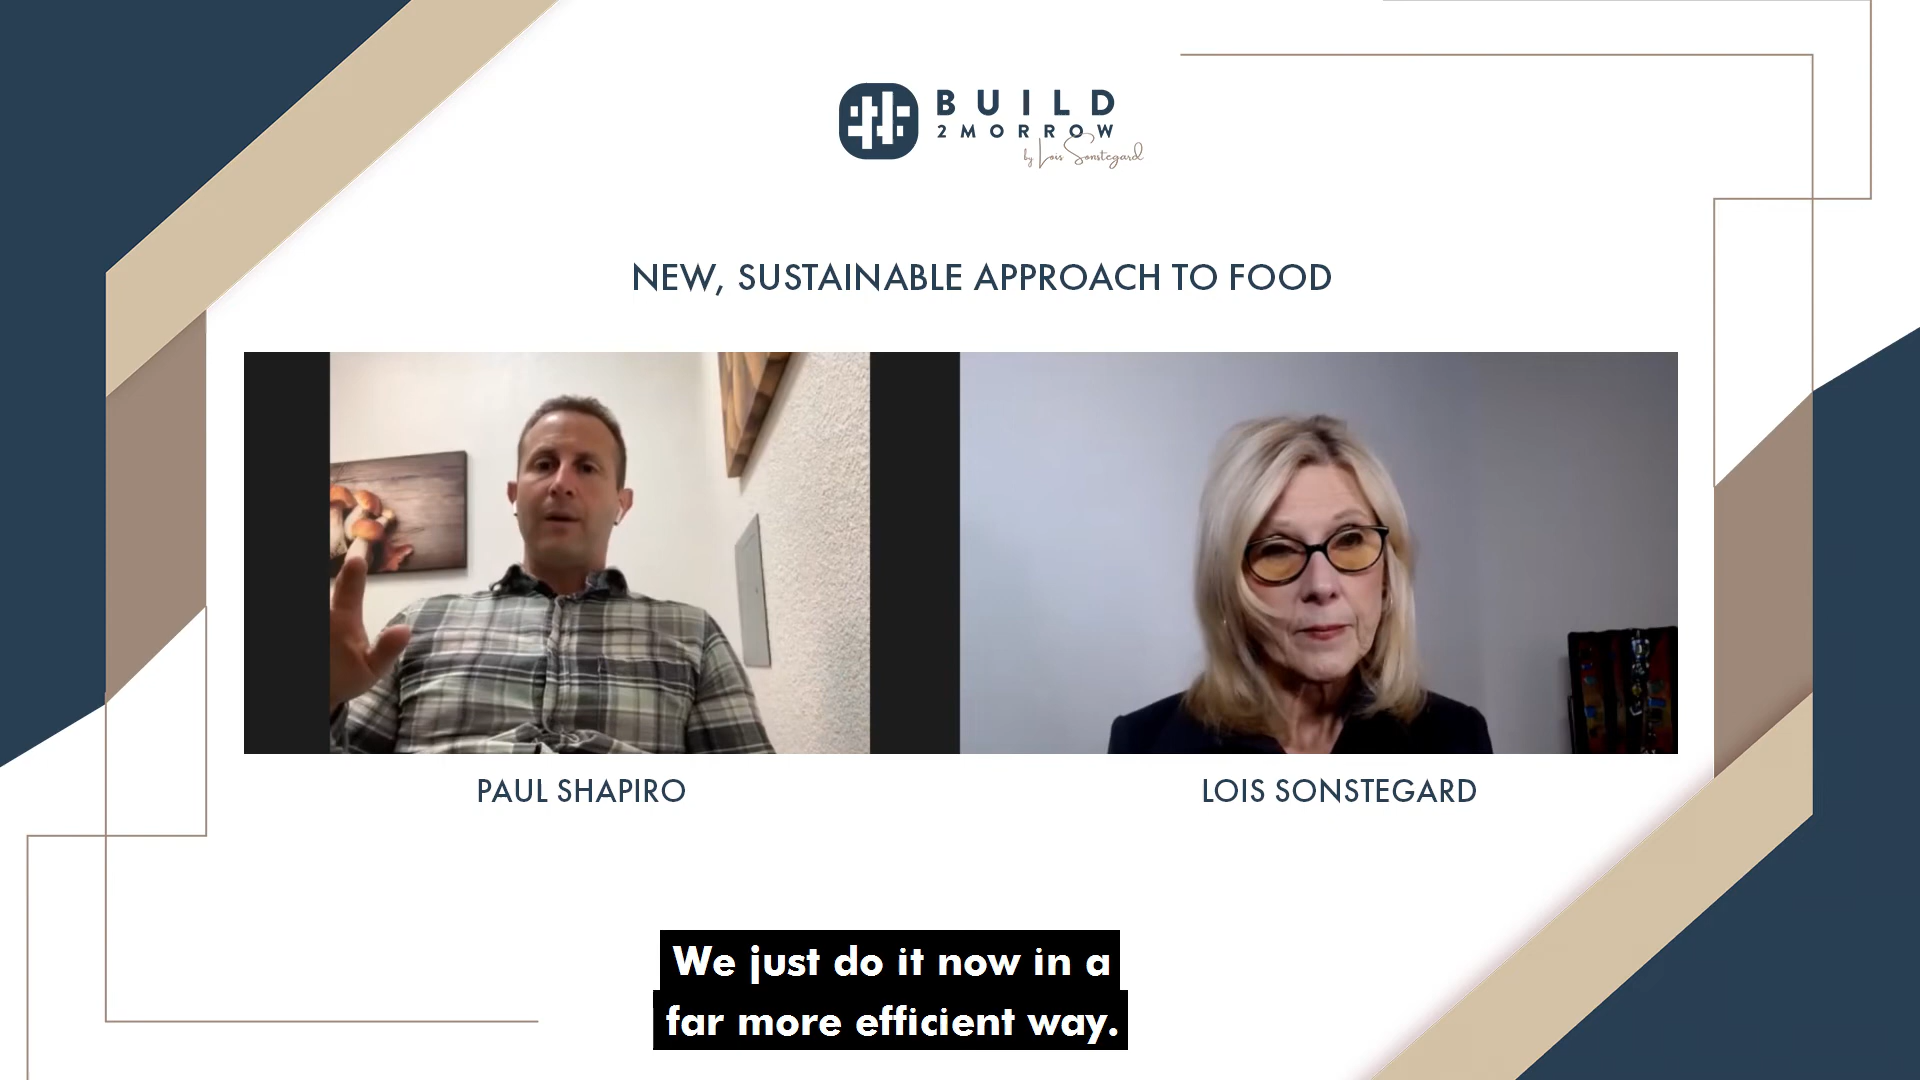 BUILD
2MORROW
by Lois Sonstegard
NEW, SUSTAINABLE APPROACH TO FOOD
PAUL SHAPIRO
LOIS SONSTEGARD
We just do it now in a
far more efficient way.